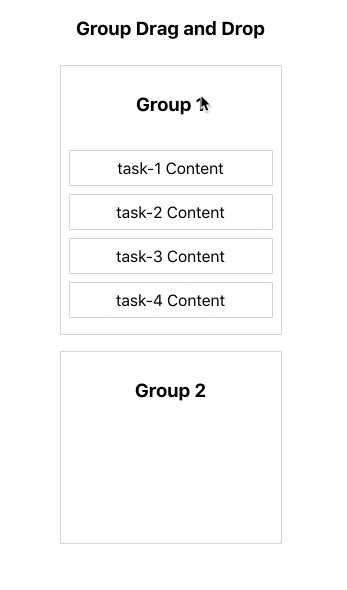 Group Drag and Drop
Group 1
task-1 Content
task-2 Content
task-3 Content
task-4 Content
Group 2